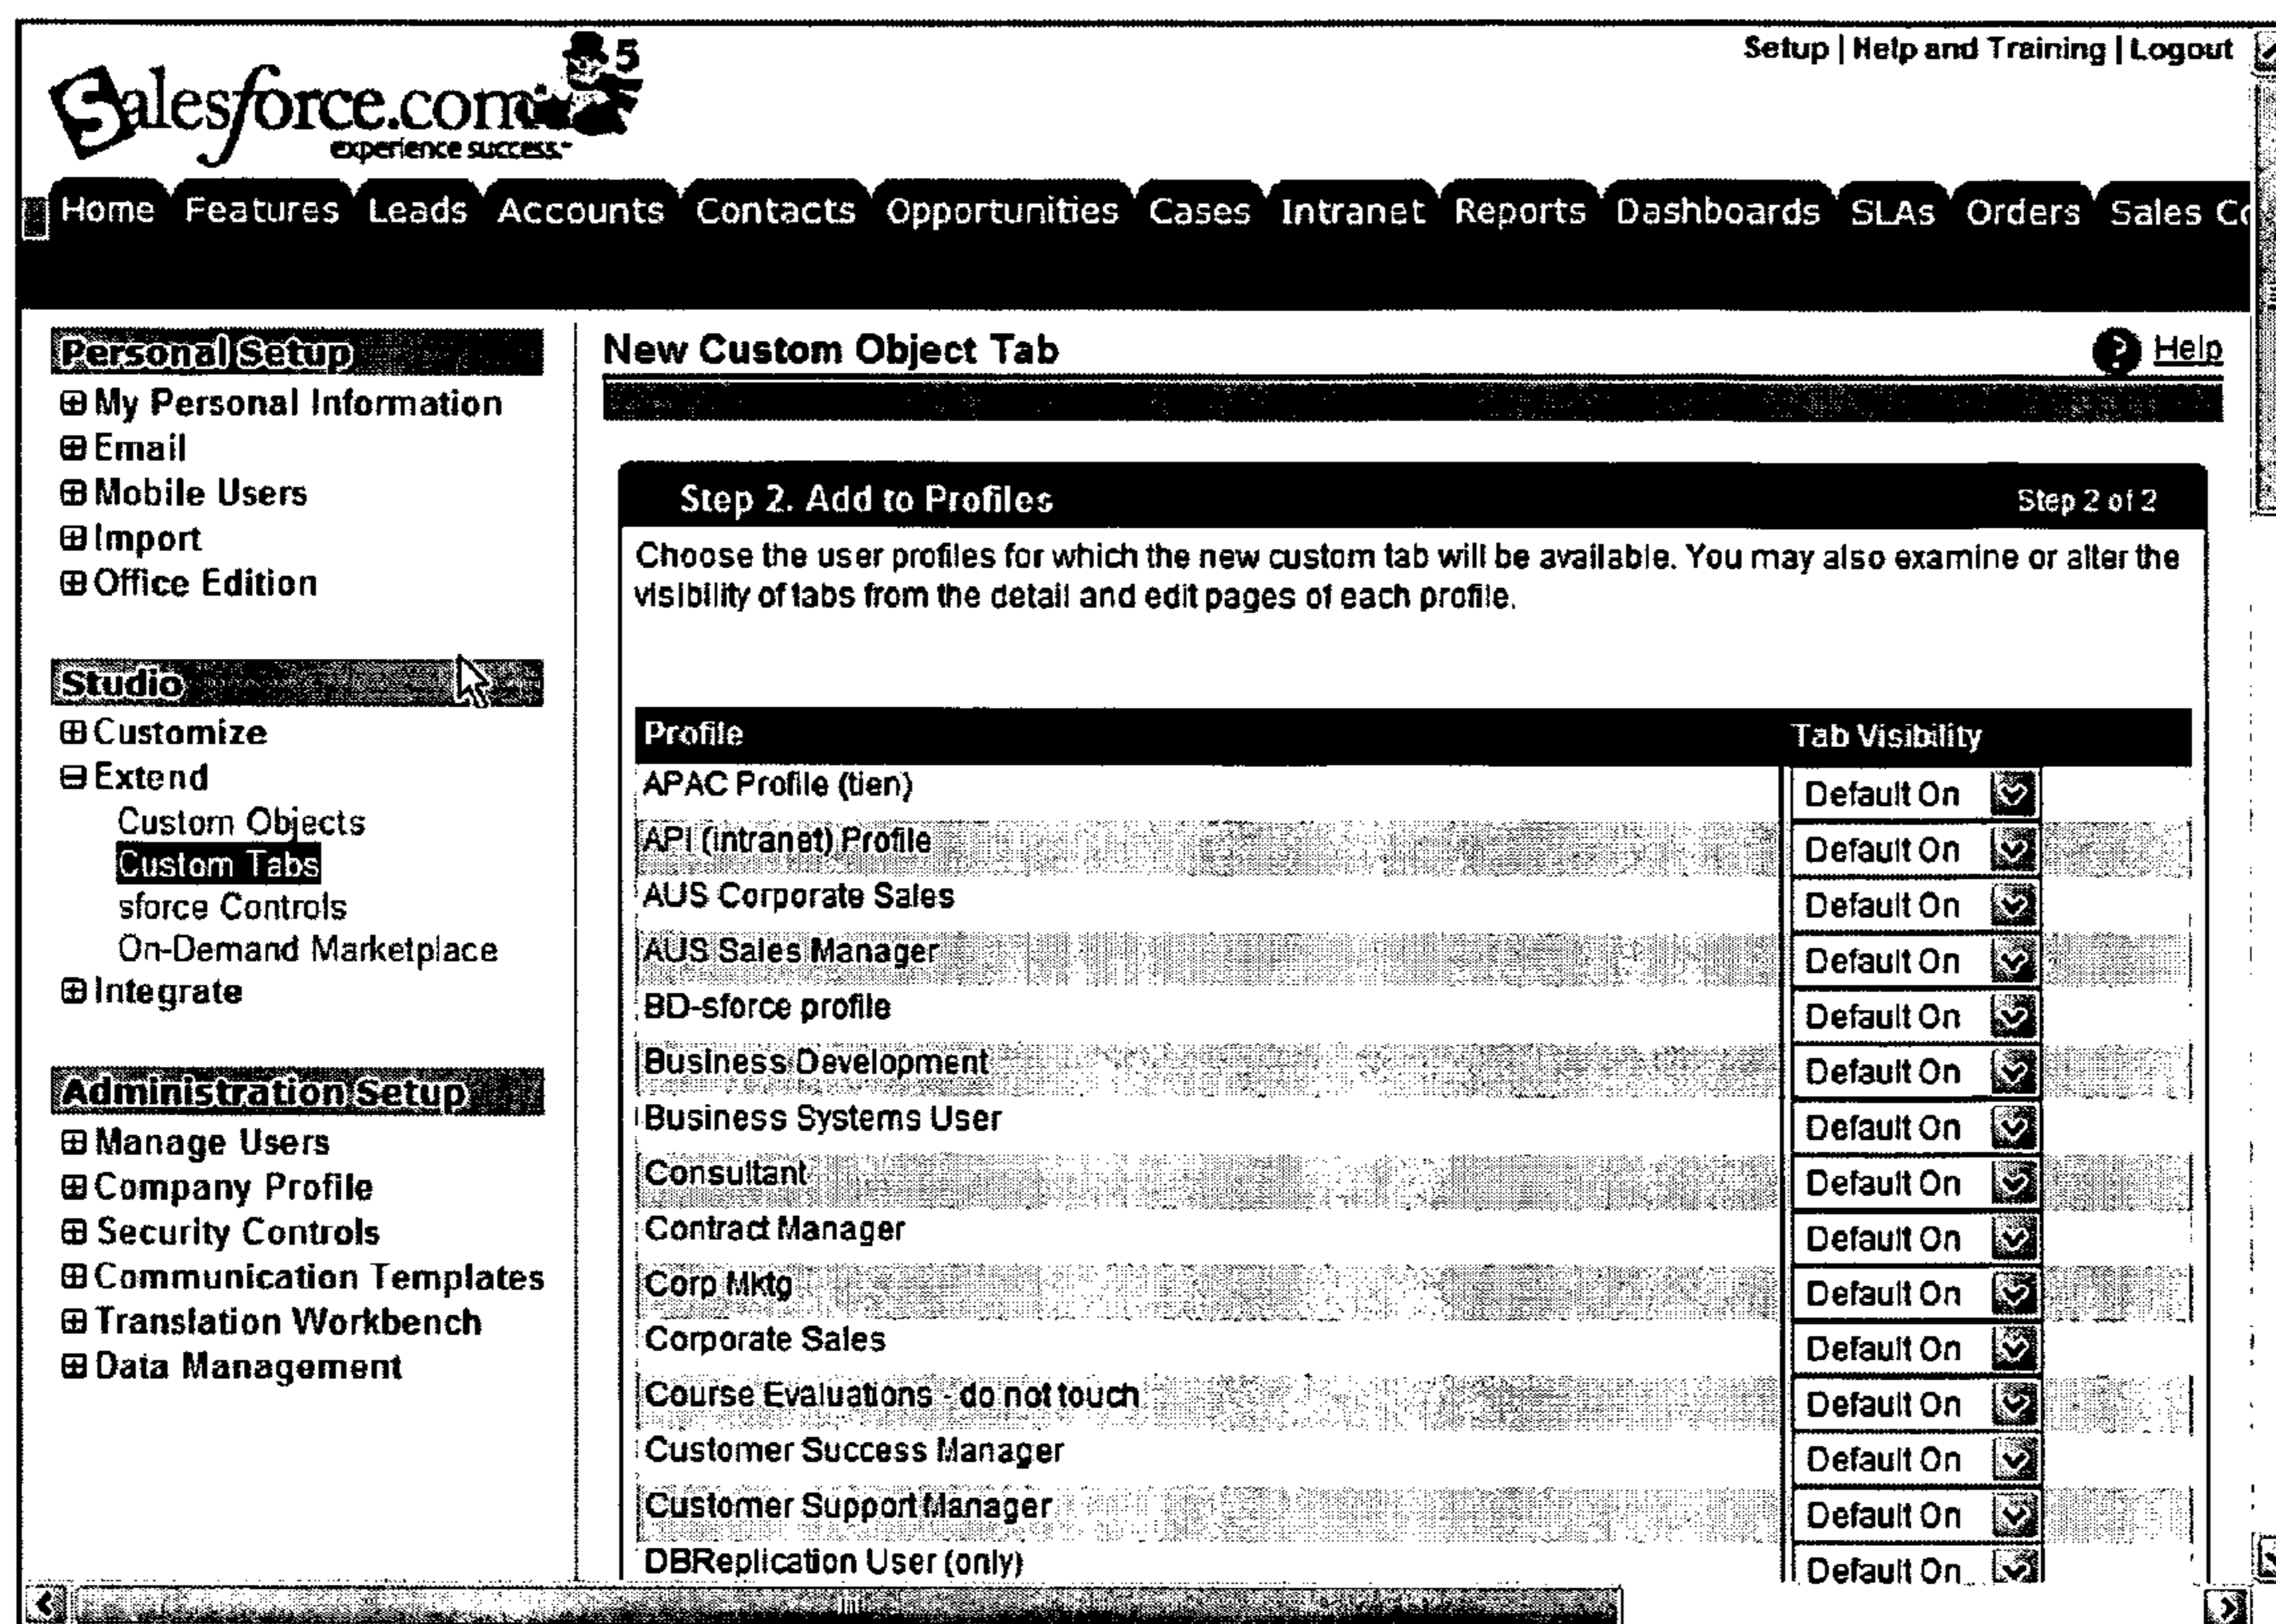 Setup | Help and Training | Logout
Salesforce.com 5
experience success.™
Home Features Leads Accounts Contacts Opportunities Cases Intranet Reports Dashboards SLAs Orders Sales
Personal Setup
My Personal Information
Email
Mobile Users
Import
Office Edition
Studio
Customize
Extend
Custom Objects
Custom Tabs
sforce Controls
On-Demand Marketplace
Integrate
Administration Setup
Manage Users
Company Profile
Security Controls
Communication Templates
Translation Workbench
Data Management
New Custom Object Tab
Help
Step 2. Add to Profiles Step 2 of 2
Choose the user profiles for which the new custom tab will be available. You may also examine or alter the
visibility of tabs from the detail and edit pages of each profile.
Profile Tab Visibility
APAC Profile (tien) Default On
API (intranet) Profile Default On
AUS Corporate Sales Default On
AUS Sales Manager Default On
BD-sforce profile Default On
Business Development Default On
Business Systems User Default On
Consultant Default On
Contract Manager Default On
Corp Mktg Default On
Corporate Sales Default On
Course Evaluations - do not touch Default On
Customer Success Manager Default On
Customer Support Manager Default On
DBReplication User (only) Default On